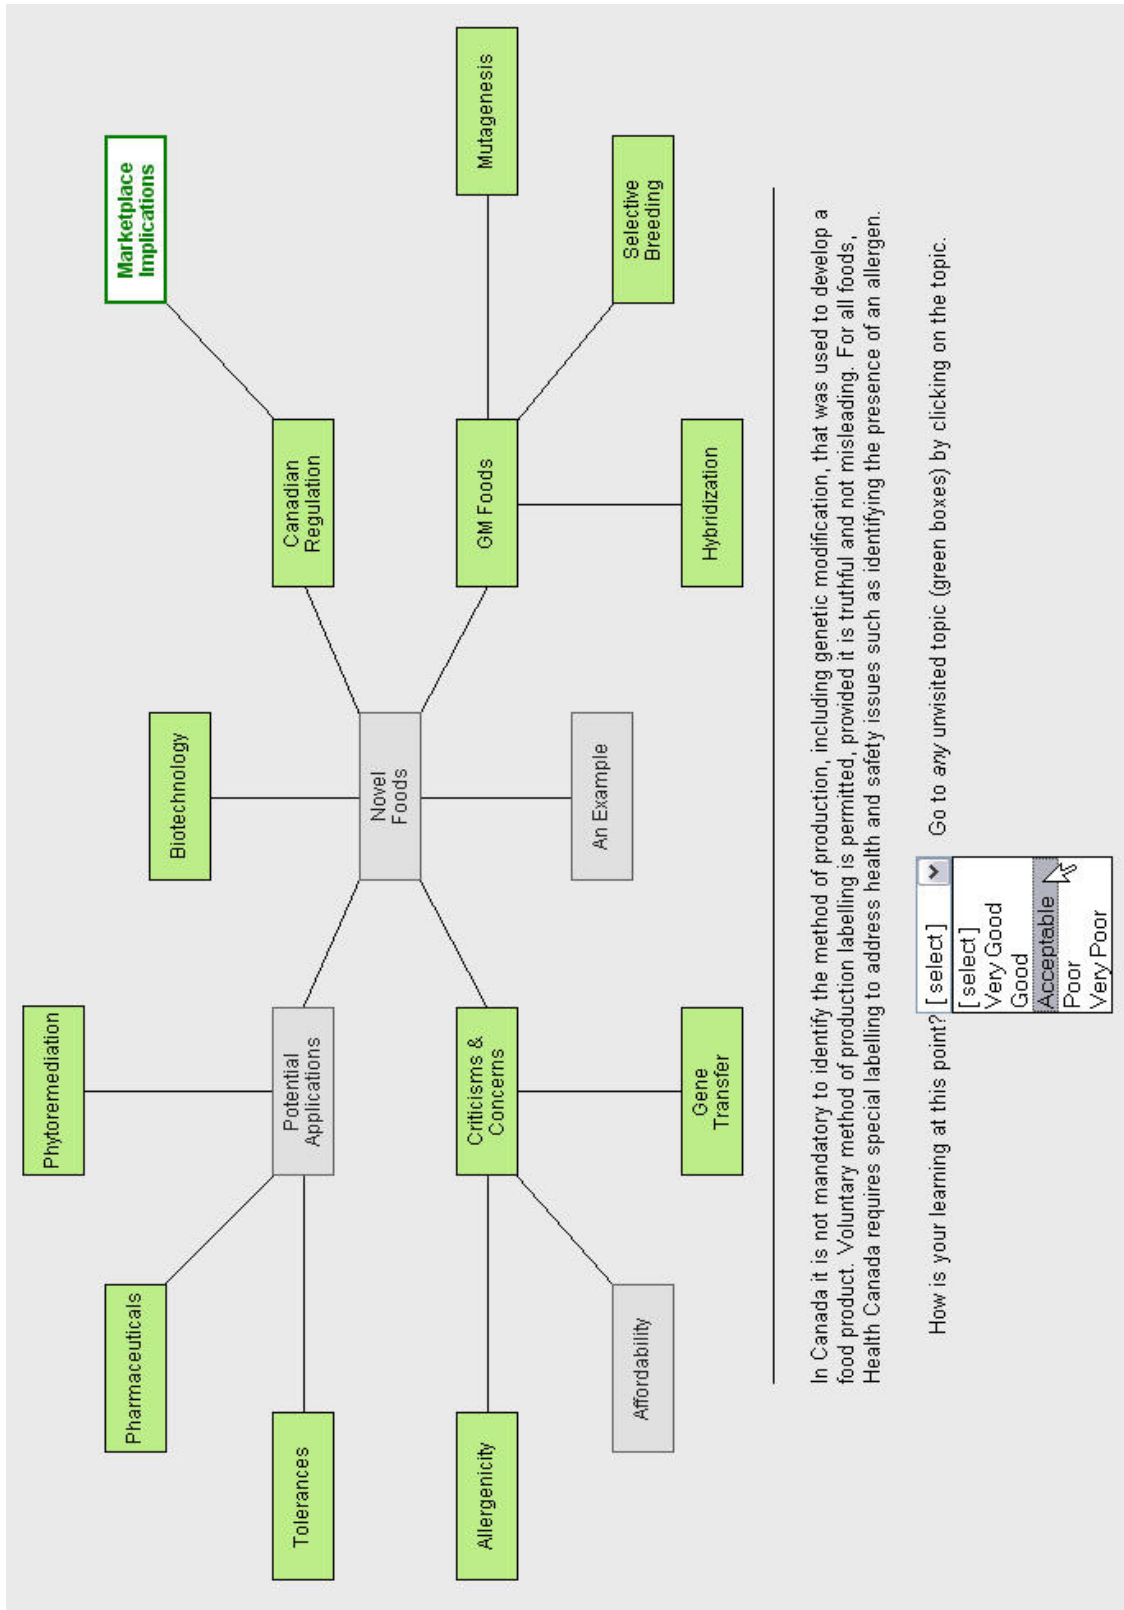 Phytoremediation
Pharmaceuticals
Biotechnology
Marketplace
Implications
Tolerances
Potential
Applications
Canadian
Regulation
Novel
Foods
Allergenicity
Criticisms &
Concerns
GM Foods
Mutagenesis
Affordability
An Example
Selective
Breeding
Gene
Transfer
Hybridization
In Canada it is not mandatory to identify the method of production, including genetic modification, that was used to develop a
food product. Voluntary method of production labelling is permitted, provided it is truthful and not misleading. For all foods,
Health Canada requires special labelling to address health and safety issues such as identifying the presence of an allergen.
How is your learning at this point? [select] Go to any unvisited topic (green boxes) by clicking on the topic.
[select]
Very Good
Good
Acceptable
Poor
Very Poor